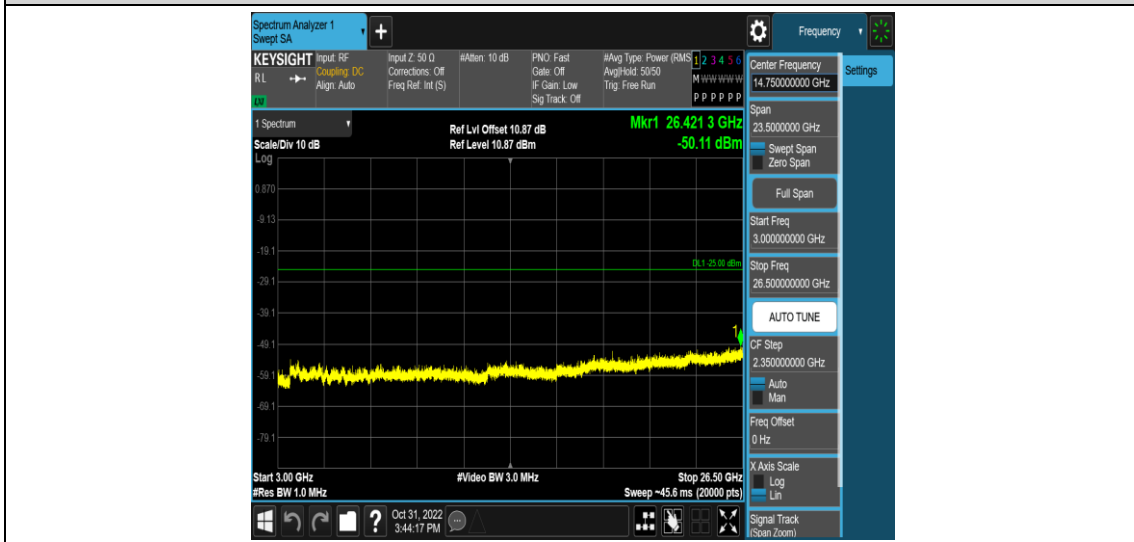 Spectrum Analyzer 1
Swept SA
+
Frequency
KEYSIGHT
RL
LXI
Input: RF
Coupling: DC
Align: Auto
Input Z: 50 Ω
Corrections: Off
Freq Ref: Int (S)
#Atten: 10 dB
PNO: Fast
Gate: Off
IF Gain: Low
Sig Track: Off
#Avg Type: Power (RMS
Avg|Hold: 50/50
Trig: Free Run
1 2 3 4 5 6
M W W W W W
P P P P P P
1 Spectrum
Scale/Div 10 dB
Log
Ref Lvl Offset 10.87 dB
Ref Level 10.87 dBm
Mkr1 26.421 3 GHz
-50.11 dBm
0.870
-9.13
-19.1
DL1 -25.00 dBm
-29.1
-39.1
1
-49.1
-59.1
-69.1
-79.1
Start 3.00 GHz
#Res BW 1.0 MHz
#Video BW 3.0 MHz
Stop 26.50 GHz
Sweep ~45.6 ms (20000 pts)
?
Oct 31, 2022
3:44:17 PM
Center Frequency
14.750000000 GHz
Settings
Span
23.5000000 GHz
Swept Span
Zero Span
Full Span
Start Freq
3.000000000 GHz
Stop Freq
26.500000000 GHz
AUTO TUNE
CF Step
2.350000000 GHz
Auto
Man
Freq Offset
0 Hz
X Axis Scale
Log
Lin
Signal Track
(Span Zoom)